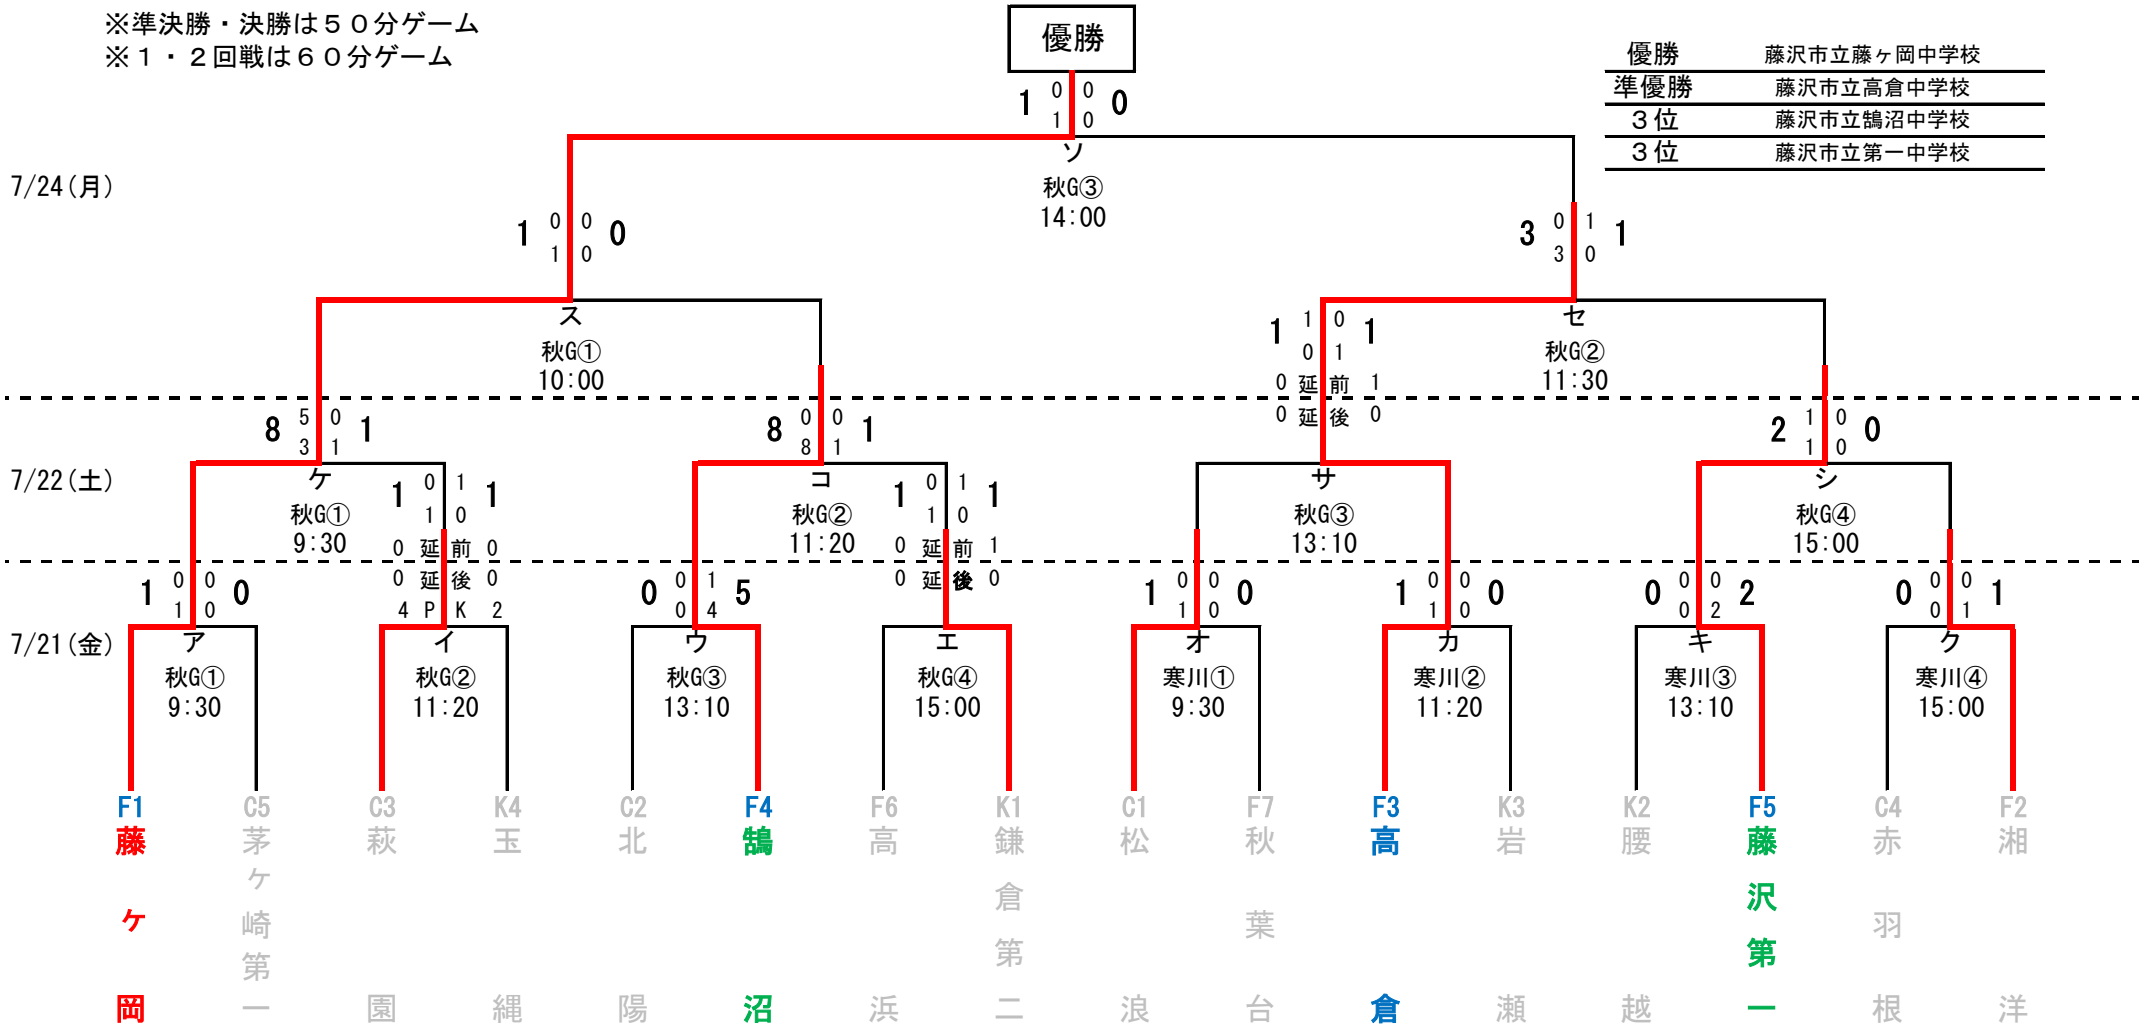 ※準決勝・決勝は５０分ゲーム
※１・２回戦は６０分ゲーム
優勝
優勝 藤沢市立藤ヶ岡中学校
準優勝 藤沢市立高倉中学校
３位 藤沢市立鵠沼中学校
３位 藤沢市立第一中学校
1 0 0 0
1 0
ソ
秋G③
14:00
7/24(月)
1 0 0 0
1 0
3 0 1 1
3 0
ス
秋G①
10:00
セ
秋G②
11:30
1 1 0 1
0 1
0 延 前 1
0 延 後 0
8 5 0 1
3 1
8 0 0 1
8 1
2 1 0 0
1 0
7/22(土)
ケ
秋G①
9:30
コ
秋G②
11:20
サ
秋G③
13:10
シ
秋G④
15:00
1 0 1 1
1 0
0 延 前 0
0 延 後 0
4 P K 2
1 0 1 1
1 0
0 延 前 1
0 延 後 0
1 0 0 0
1 0
0 0 1 5
0 4
1 0 0 0
1 0
1 0 0 0
1 0
0 0 0 2
0 2
0 0 0 1
0 1
7/21(金)
ア
秋G①
9:30
イ
秋G②
11:20
ウ
秋G③
13:10
エ
秋G④
15:00
オ
寒川①
9:30
カ
寒川②
11:20
キ
寒川③
13:10
ク
寒川④
15:00
F1 C5 C3 K4 C2 F4 F6 K1 C1 F7 F3 K3 K2 F5 C4 F2
藤ヶ岡
茅ヶ崎第一
萩園
玉縄
北陽
鵠沼
高浜
鎌倉第二
松浪
秋葉台
高倉
岩瀬
腰越
藤沢第一
赤羽根
湘洋